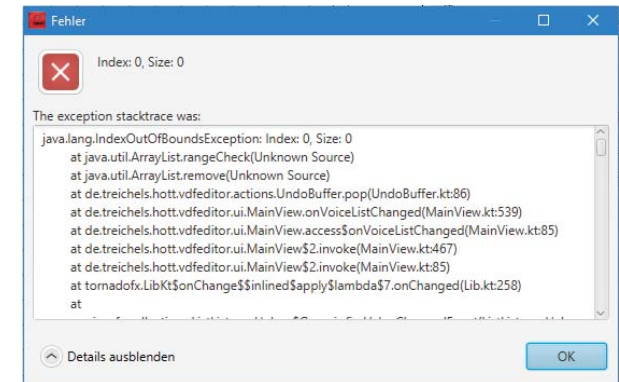 Fehler
Index: 0, Size: 0
The exception stacktrace was:
java.lang.IndexOutOfBoundsException: Index: 0, Size: 0
at java.util.ArrayList.rangeCheck(Unknown Source)
at java.util.ArrayList.remove(Unknown Source)
at de.treichels.hott.vdfeditor.actions.UndoBuffer.pop(UndoBuffer.kt:86)
at de.treichels.hott.vdfeditor.ui.MainView.onVoiceListChanged(MainView.kt:539)
at de.treichels.hott.vdfeditor.ui.MainView.access$onVoiceListChanged(MainView.kt:85)
at de.treichels.hott.vdfeditor.ui.MainView$2.invoke(MainView.kt:467)
at de.treichels.hott.vdfeditor.ui.MainView$2.invoke(MainView.kt:85)
at tornadofx.LibKt$onChange$$inlined$apply$lambda$7.onChanged(Lib.kt:258)
at
Details ausblenden
OK